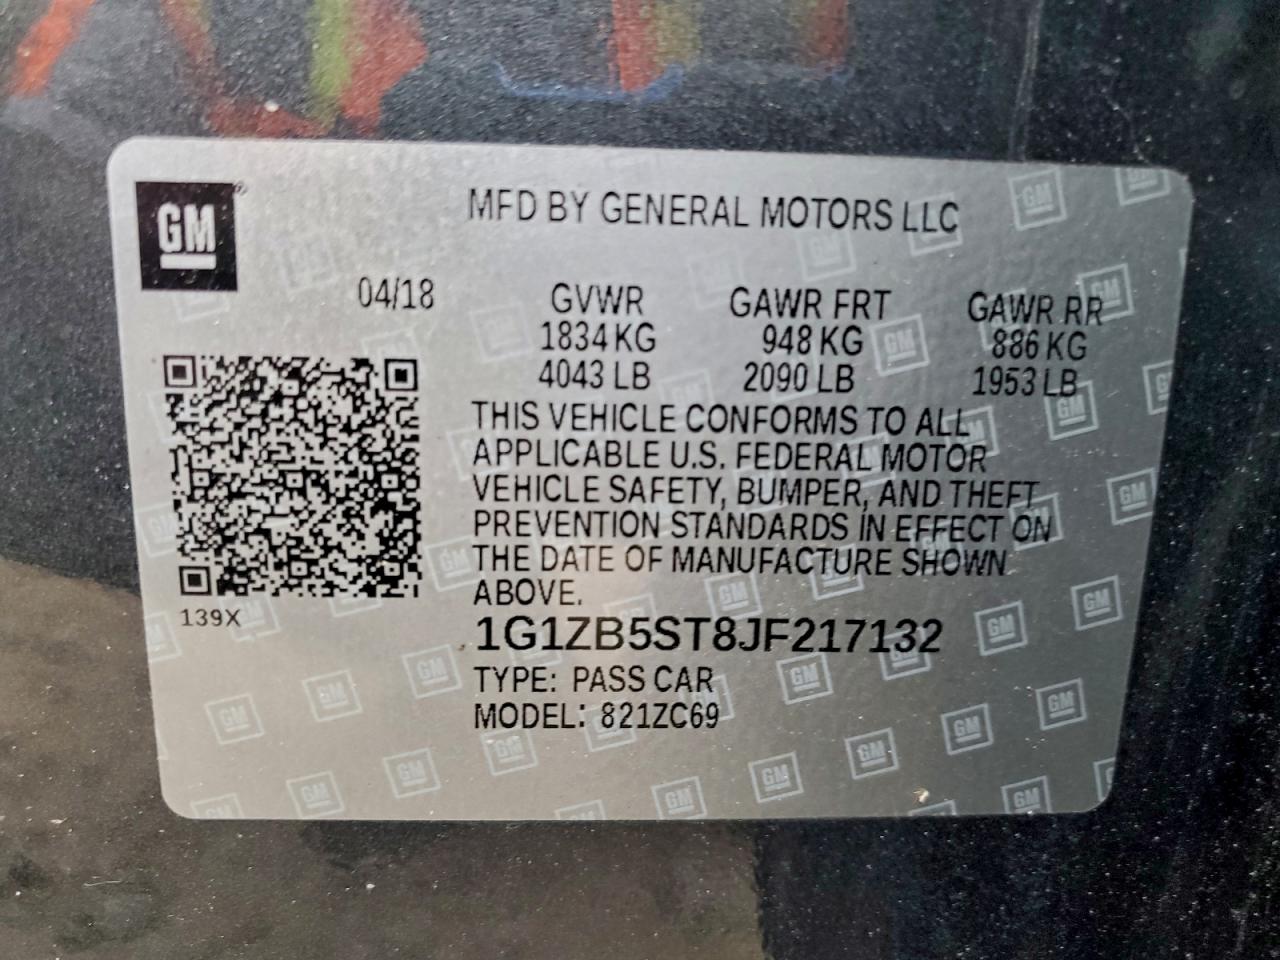 GM
MFD BY GENERAL MOTORS LLC
04/18 GVWR GAWR FRT GAWR RR
1834 KG 948 KG 886 KG
4043 LB 2090 LB 1953 LB
THIS VEHICLE CONFORMS TO ALL
APPLICABLE U.S. FEDERAL MOTOR
VEHICLE SAFETY, BUMPER, AND THEFT
PREVENTION STANDARDS IN EFFECT ON
THE DATE OF MANUFACTURE SHOWN
ABOVE.
139X
1G1ZB5ST8JF217132
TYPE: PASS CAR
MODEL: 821ZC69